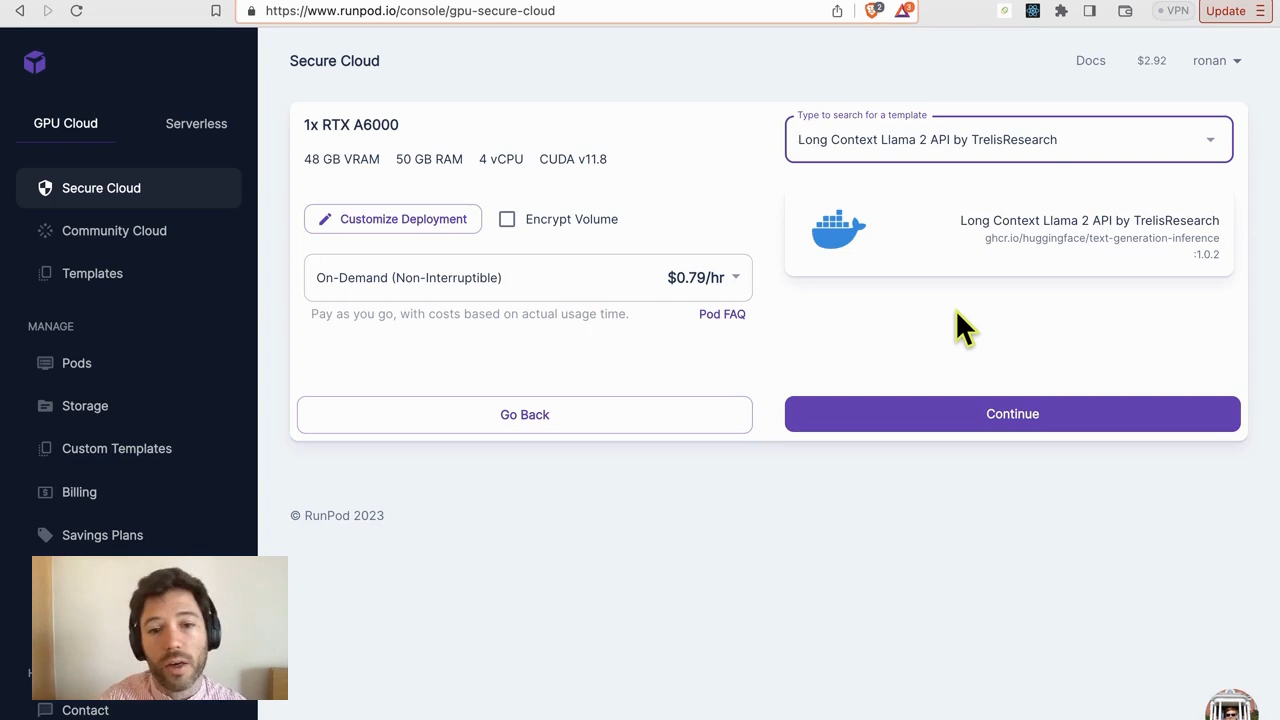 https://www.runpod.io/console/gpu-secure-cloud
2
3
VPN
Update
GPU Cloud
Serverless
Secure Cloud
Community Cloud
Templates
MANAGE
Pods
Storage
Custom Templates
Billing
Savings Plans
Contact
Secure Cloud
Docs
$2.92
ronan
1x RTX A6000
48 GB VRAM 50 GB RAM 4 vCPU CUDA v11.8
Customize Deployment
Encrypt Volume
On-Demand (Non-Interruptible)
$0.79/hr
Pay as you go, with costs based on actual usage time.
Pod FAQ
Type to search for a template
Long Context Llama 2 API by TrelisResearch
Long Context Llama 2 API by TrelisResearch
ghcr.io/huggingface/text-generation-inference
:1.0.2
Go Back
Continue
© RunPod 2023